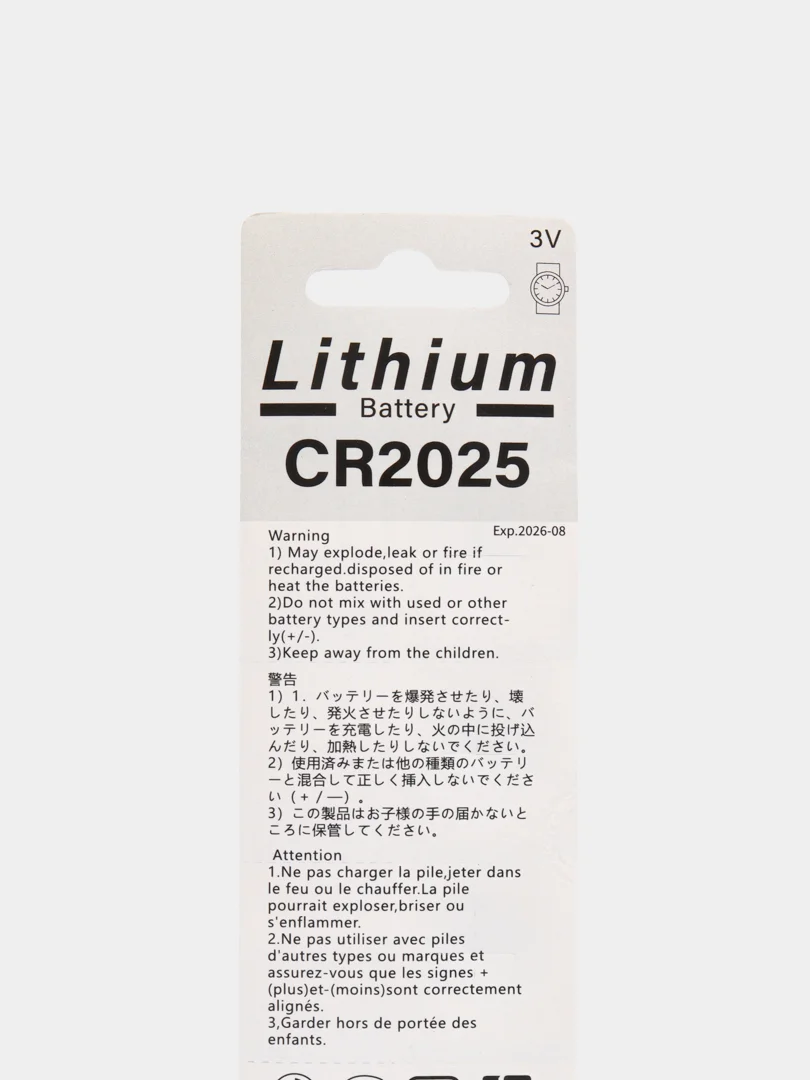 3V
Lithium
Battery
CR2025
Exp.2026-08
Warning
1) May explode,leak or fire if
recharged.disposed of in fire or
heat the batteries.
2)Do not mix with used or other
battery types and insert correct-
ly(+/-).
3)Keep away from the children.
警告
1) 1. バッテリーを爆発させたり、壊
したり、発火させたりしないように、バ
ッテリーを充電したり、火の中に投げ込
んだり、加熱したりしないでください。
2) 使用済みまたは他の種類のバッテリ
ーと混合して正しく挿入しないでくださ
い（+ / —）。
3) この製品はお子様の手の届かないと
ころに保管してください。
Attention
1.Ne pas charger la pile,jeter dans
le feu ou le chauffer.La pile
pourrait exploser,briser ou
s'enflammer.
2.Ne pas utiliser avec piles
d'autres types ou marques et
assurez-vous que les signes +
(plus)et-(moins)sont correctement
alignés.
3,Garder hors de portée des
enfants.